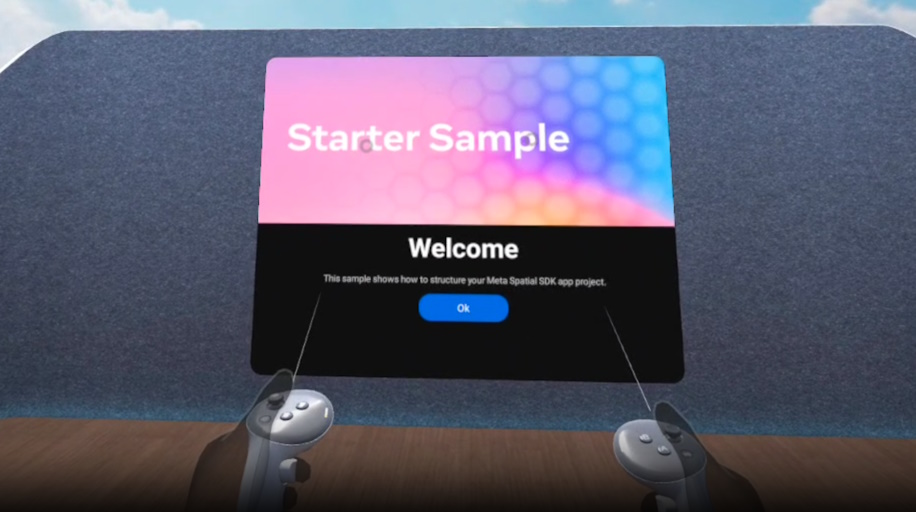 Starter Sample
Welcome
This sample shows how to structure your Meta Spatial SDK app project.
Ok